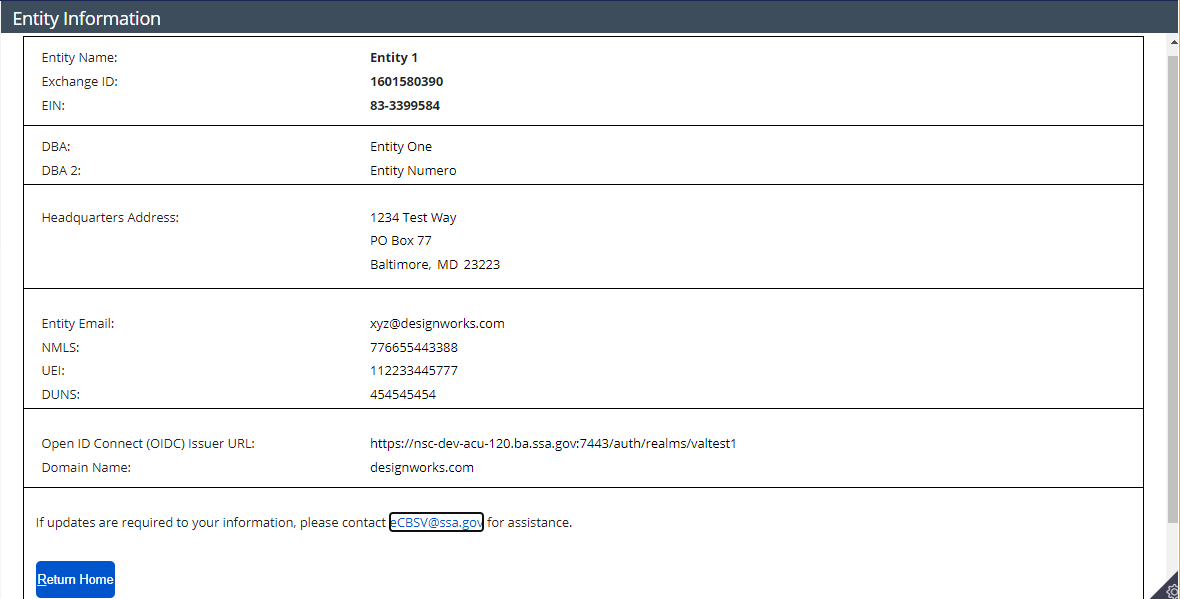 Entity Information
Entity Name: Entity 1
Exchange ID: 1601580390
EIN: 83-3399584
DBA: Entity One
DBA 2: Entity Numero
Headquarters Address: 1234 Test Way
PO Box 77
Baltimore, MD 23223
Entity Email: xyz@designworks.com
NMLS: 776655443388
UEI: 112233445777
DUNS: 454545454
Open ID Connect (OIDC) Issuer URL: https://nsc-dev-acu-120.ba.ssa.gov:7443/auth/realms/valtest1
Domain Name: designworks.com
If updates are required to your information, please contact eCBSV@ssa.gov for assistance.
Return Home